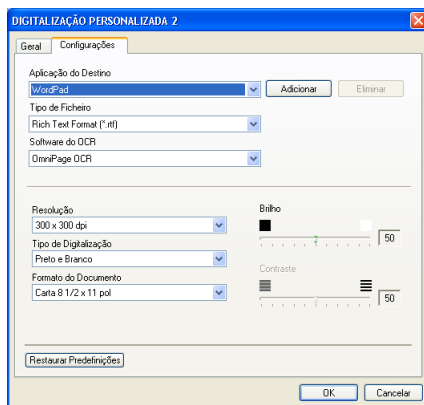 DIGITALIZAÇÃO PERSONALIZADA 2
Geral Configurações
Aplicação do Destino
WordPad Adicionar Eliminar
Tipo de Ficheiro
Rich Text Format (*.rtf)
Software do OCR
OmniPage OCR
Resolução Brilho
300 x 300 dpi 50
Tipo de Digitalização
Preto e Branco
Contraste
Formato do Documento
Carta 8 1/2 x 11 pol 50
Restaurar Predefinições
OK Cancelar